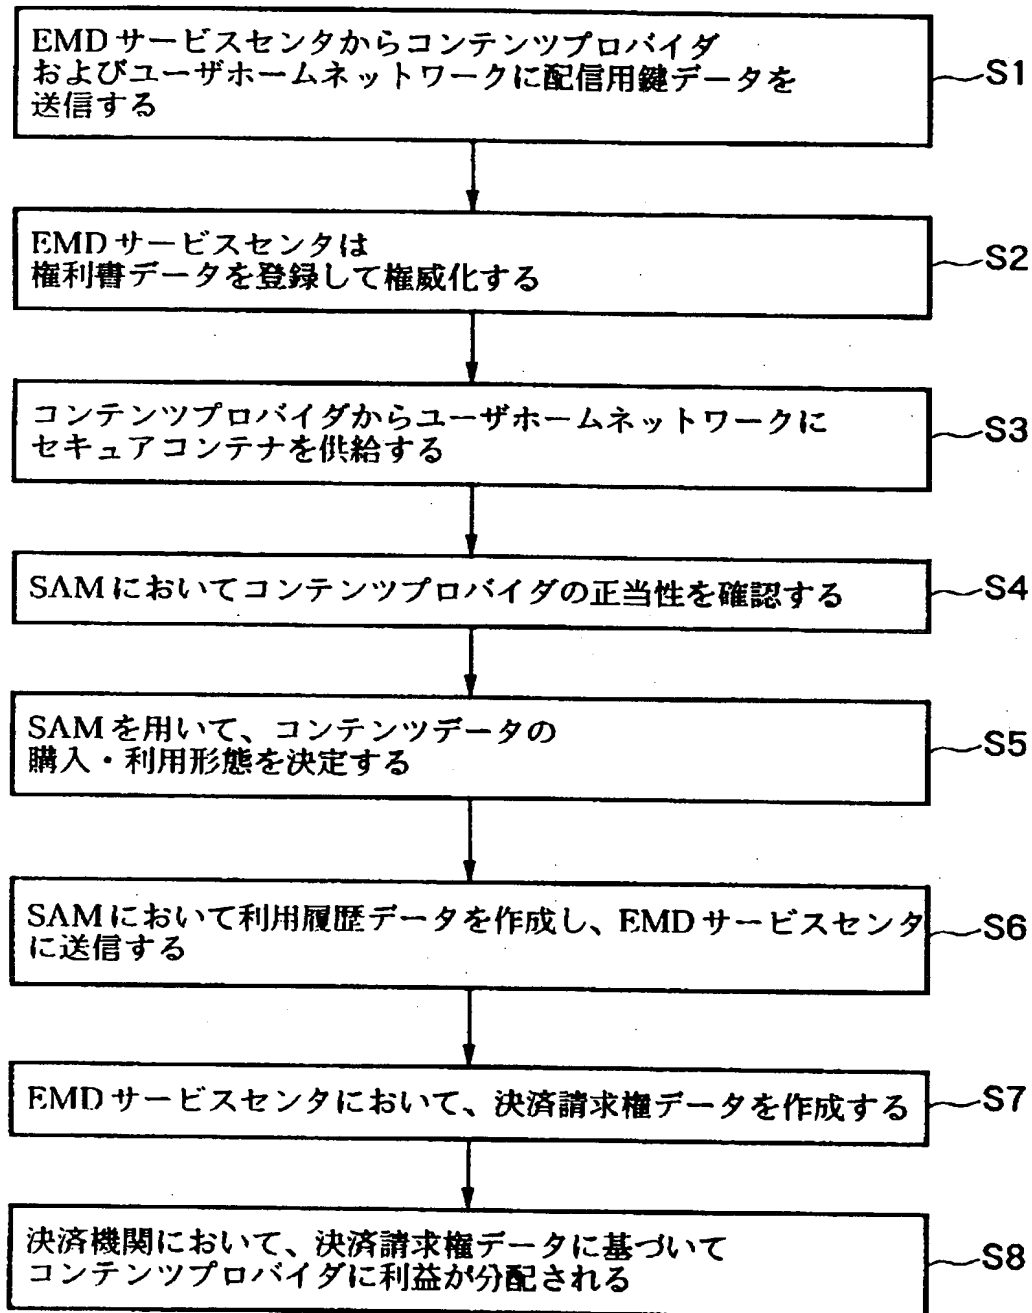 EMDサービスセンタからコンテンツプロバイダ
およびユーザホームネットワークに配信用鍵データを
送信する
S1
EMDサービスセンタは
権利書データを登録して権威化する
S2
コンテンツプロバイダからユーザホームネットワークに
セキュアコンテナを供給する
S3
SAMにおいてコンテンツプロバイダの正当性を確認する
S4
SAMを用いて、コンテンツデータの
購入・利用形態を決定する
S5
SAMにおいて利用履歴データを作成し、EMDサービスセンタ
に送信する
S6
EMDサービスセンタにおいて、決済請求権データを作成する
S7
決済機関において、決済請求権データに基づいて
コンテンツプロバイダに利益が分配される
S8